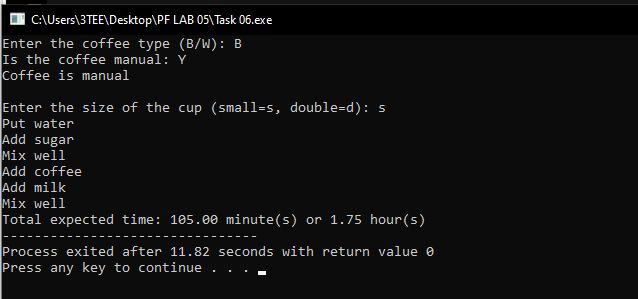 C:\Users\3TEE\Desktop\PF LAB 05\Task 06.exe
Enter the coffee type (B/W): B
Is the coffee manual: Y
Coffee is manual
Enter the size of the cup (small=s, double=d): s
Put water
Add sugar
Mix well
Add coffee
Add milk
Mix well
Total expected time: 105.00 minute(s) or 1.75 hour(s)
--------------------------------
Process exited after 11.82 seconds with return value 0
Press any key to continue . . .